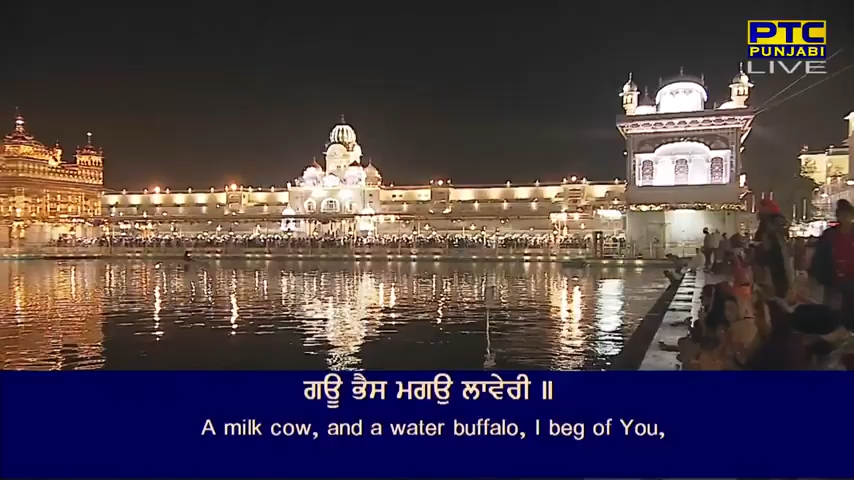 PTC
PUNJABI
LIVE
ਗਊ ਭੈਸ ਮਗਉ ਲਾਵੇਰੀ ॥
A milk cow, and a water buffalo, I beg of You,